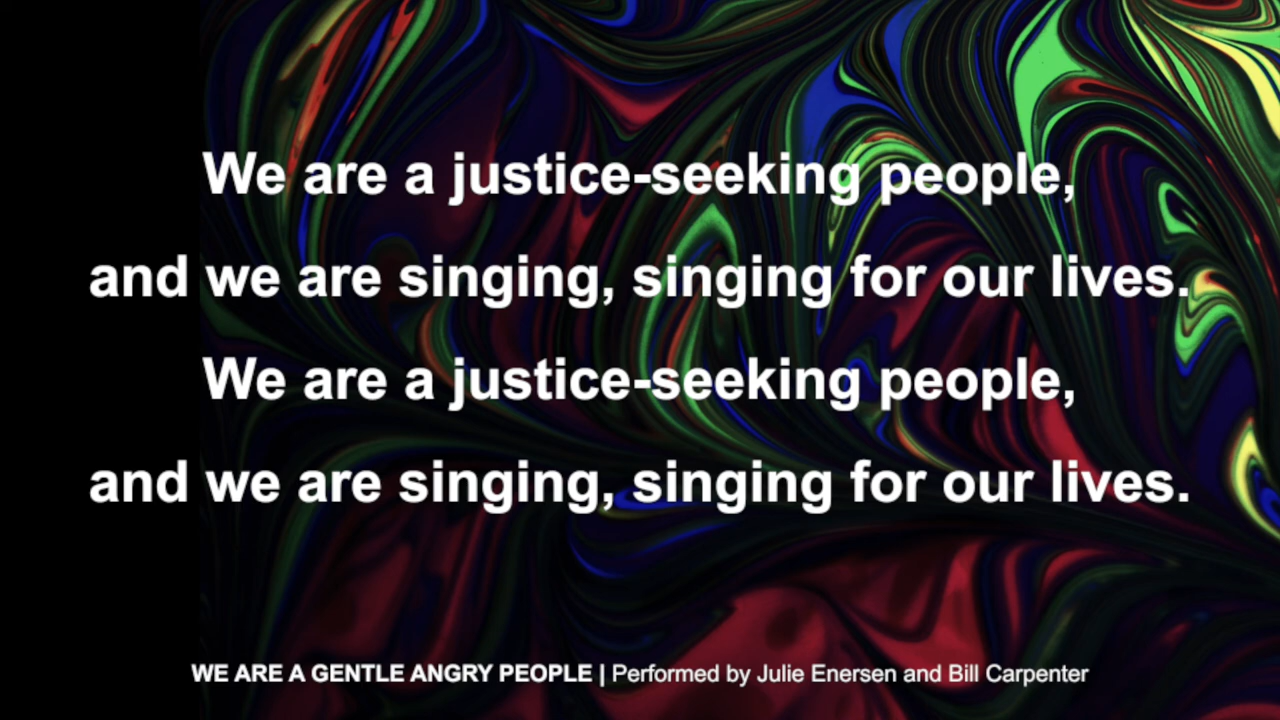 We are a justice-seeking people,
and we are singing, singing for our lives.
We are a justice-seeking people,
and we are singing, singing for our lives.
WE ARE A GENTLE ANGRY PEOPLE | Performed by Julie Enersen and Bill Carpenter